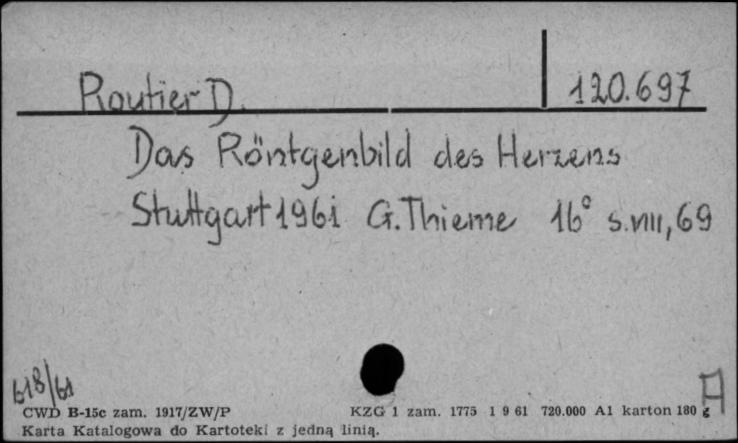 Routier D. 120.697
Das Röntgenbild des Herzens
Stuttgart 1961 G. Thieme 16° s. VIII, 69
618/61
CWD B-15c zam. 1917/ZW/P KZG 1 zam. 1775 1 9 61 720.000 A1 karton 180 g
Karta Katalogowa do Kartoteki z jedną linią.